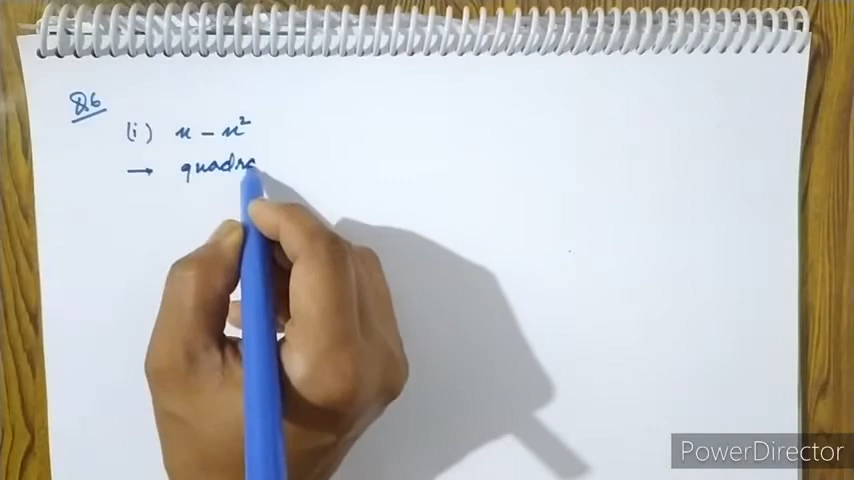 Q6
(i) x - x²
→ quadra
PowerDirector